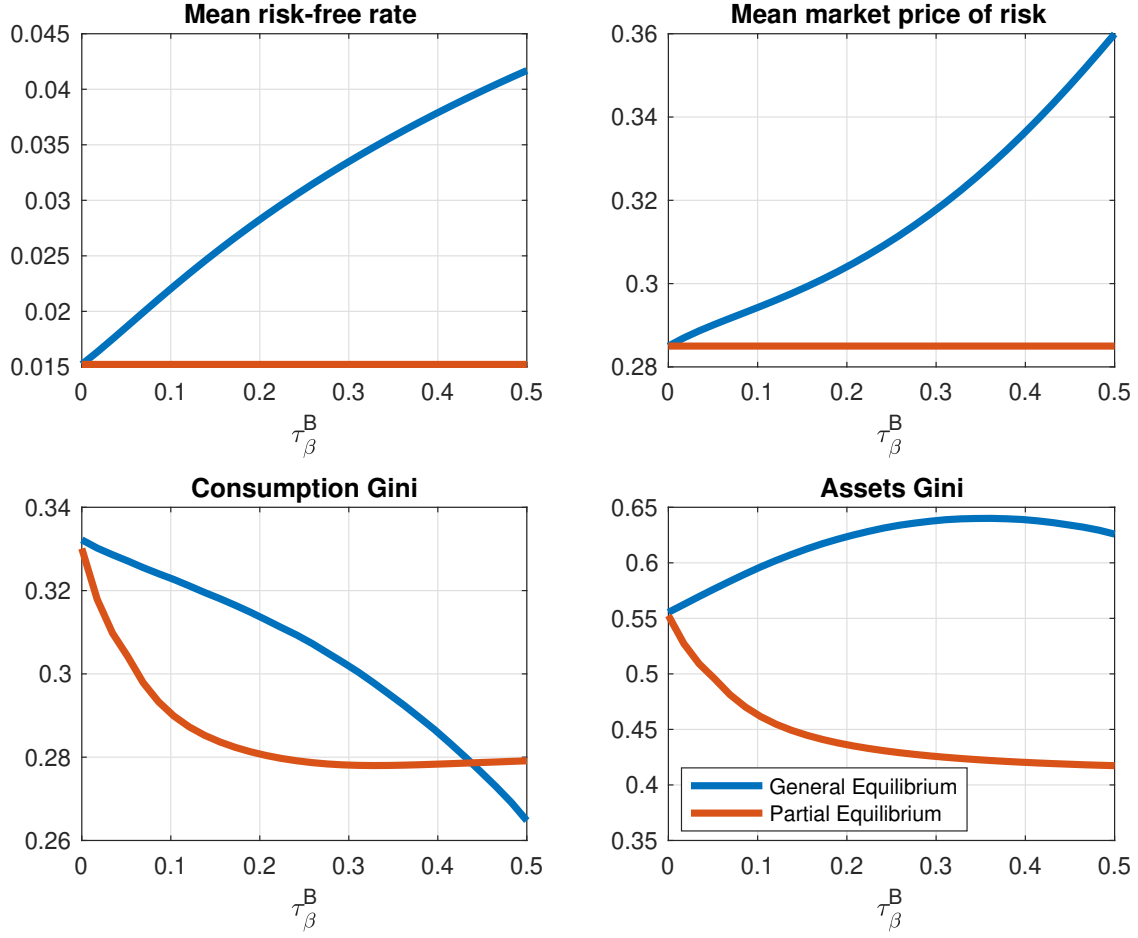 Mean risk-free rate
0.045
0.04
0.035
0.03
0.025
0.02
0.015
0 0.1 0.2 0.3 0.4 0.5
τ_β^B
Mean market price of risk
0.36
0.34
0.32
0.3
0.28
0 0.1 0.2 0.3 0.4 0.5
τ_β^B
Consumption Gini
0.34
0.32
0.3
0.28
0.26
0 0.1 0.2 0.3 0.4 0.5
τ_β^B
Assets Gini
0.65
0.6
0.55
0.5
0.45
0.4
0.35
General Equilibrium
Partial Equilibrium
0 0.1 0.2 0.3 0.4 0.5
τ_β^B